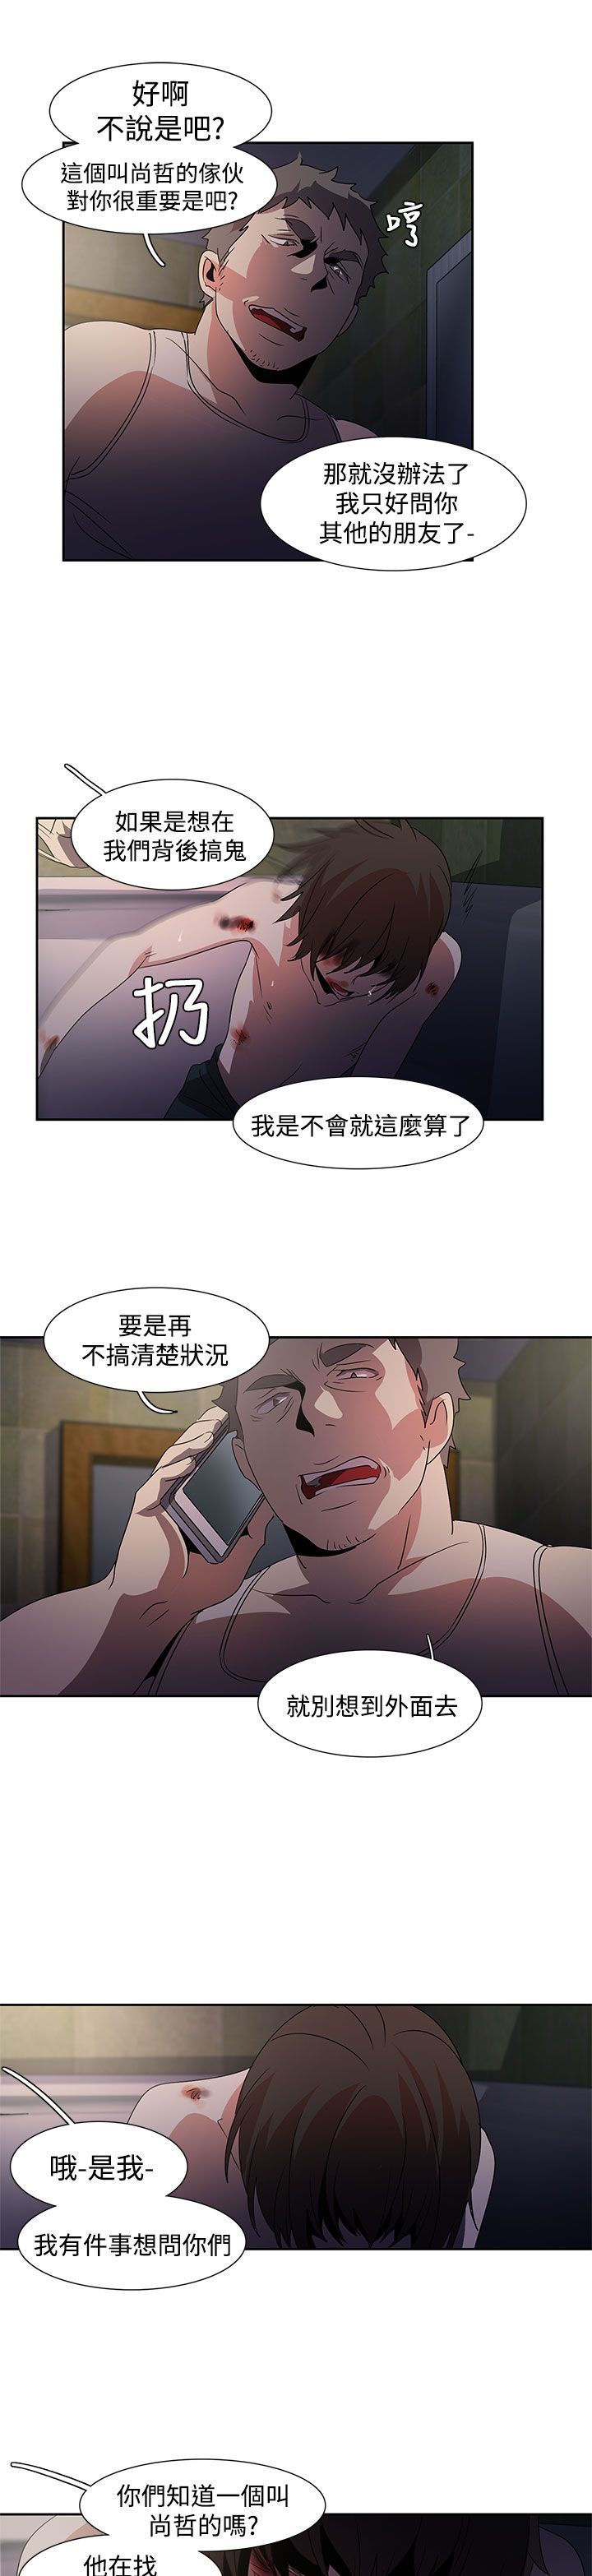 好啊
不說是吧?
這個叫尚哲的傢伙
對你很重要是吧?
哼
那就沒辦法了
我只好問你
其他的朋友了-
如果是想在
我們背後搞鬼
扔
我是不會就這麼算了
要是再
不搞清楚狀況
就別想到外面去
哦-是我-
我有件事想問你們
你們知道一個叫
尚哲的嗎?
他在找